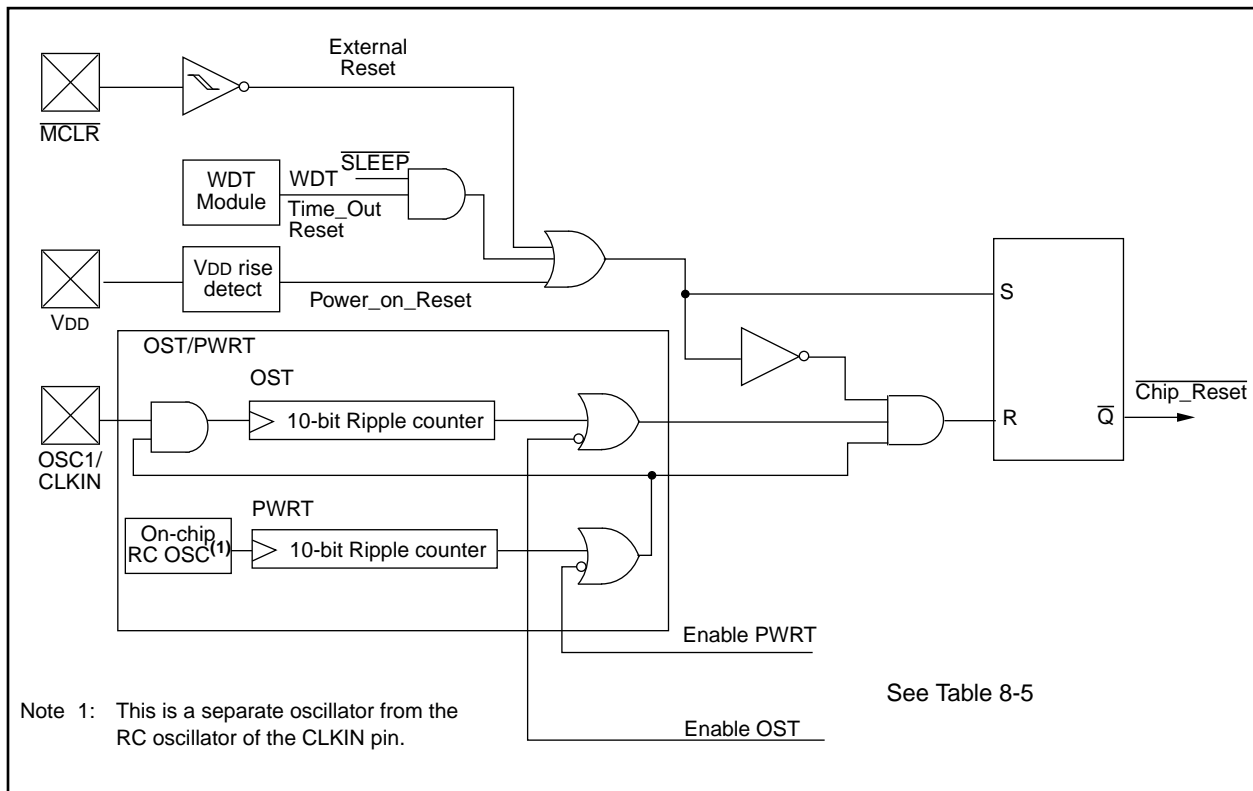 External
Reset
MCLR
SLEEP
WDT
Module
WDT
Time_Out
Reset
VDD rise
detect
Power_on_Reset
VDD
S
OST/PWRT
OST
10-bit Ripple counter
Chip_Reset
R
Q
OSC1/
CLKIN
PWRT
On-chip
RC OSC(1)
10-bit Ripple counter
Enable PWRT
See Table 8-5
Note 1: This is a separate oscillator from the
RC oscillator of the CLKIN pin.
Enable OST